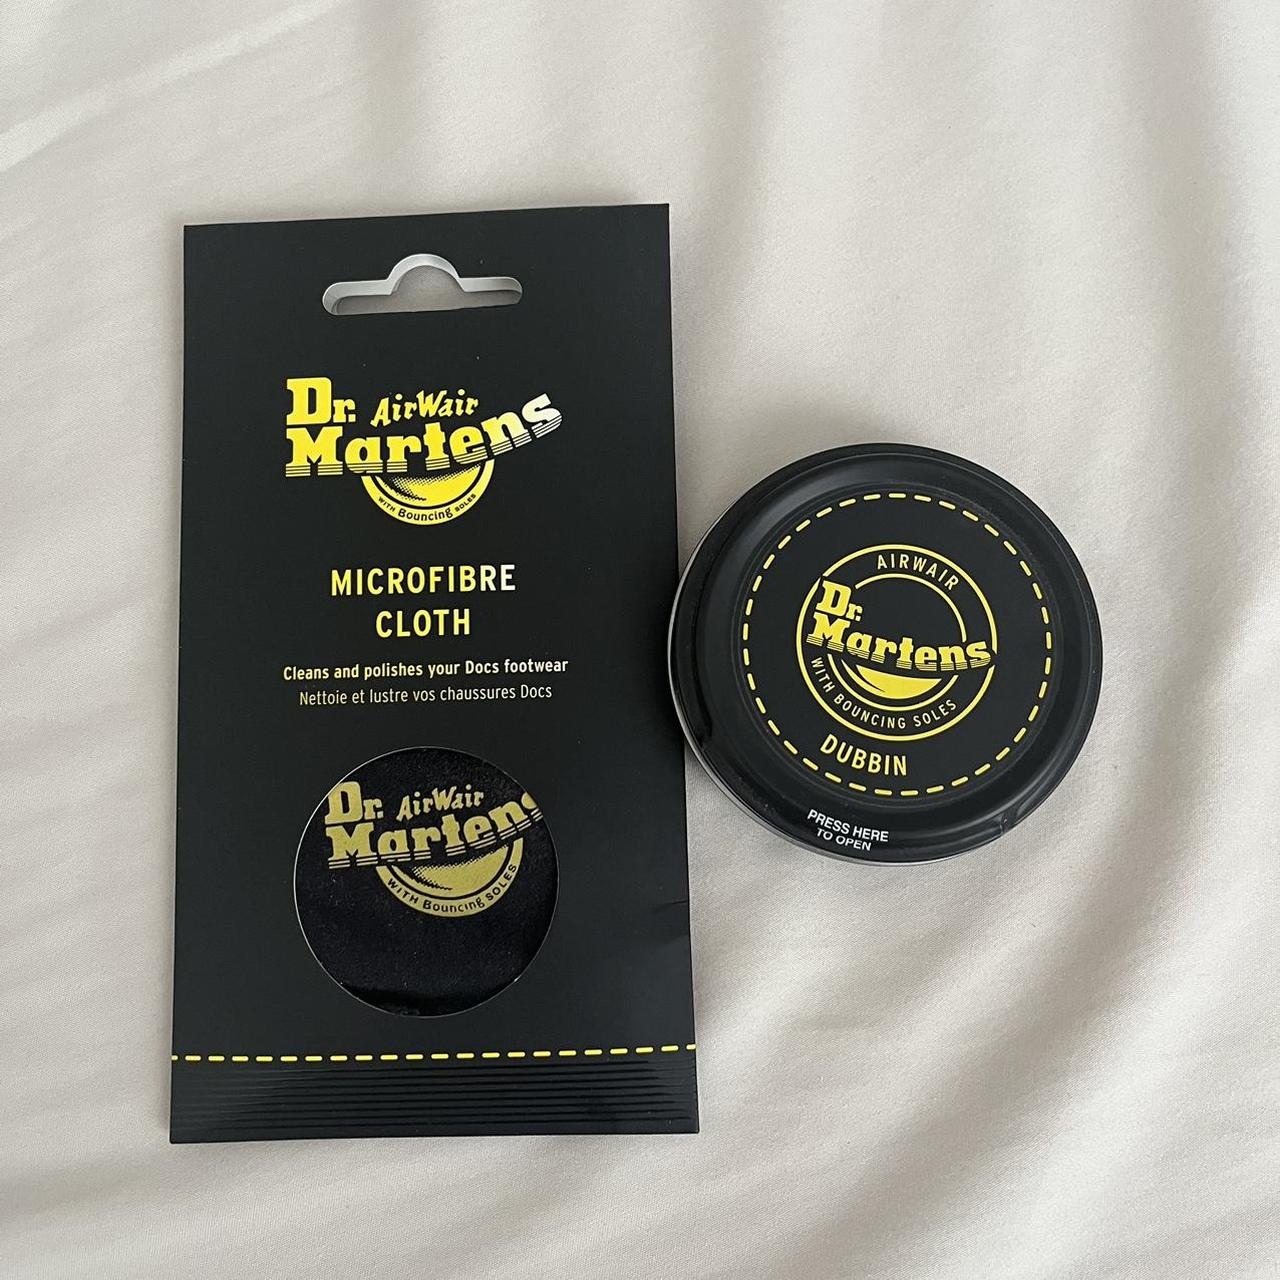 Dr. AirWair
Martens
WITH Bouncing SOLES
MICROFIBRE
CLOTH
Cleans and polishes your Docs footwear
Nettoie et lustre vos chaussures Docs
Dr. AirWair
Martens
WITH Bouncing SOLES
AIRWAIR
Dr.
Martens
WITH BOUNCING SOLES
DUBBIN
PRESS HERE
TO OPEN